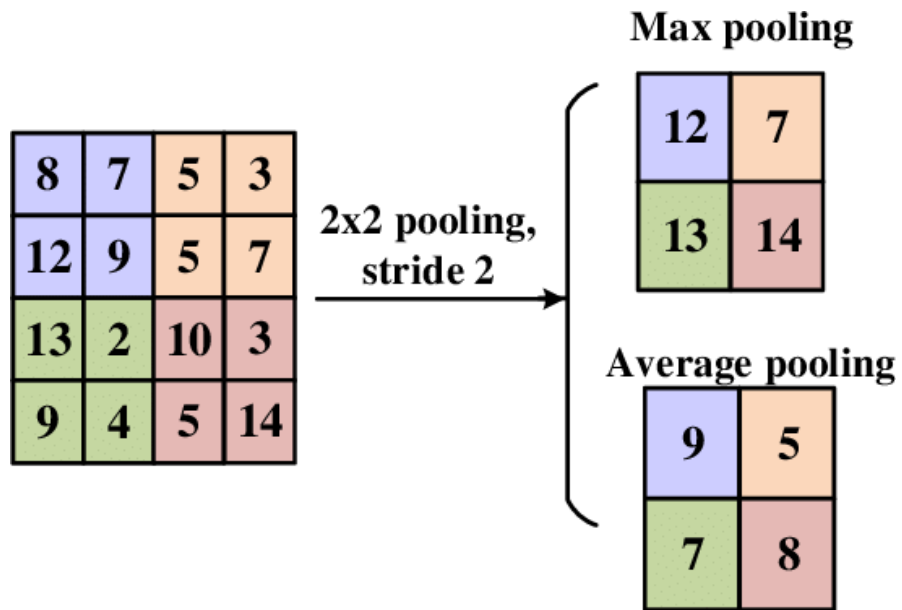 8 7 5 3
12 9 5 7
13 2 10 3
9 4 5 14
2x2 pooling,
stride 2
Max pooling
12 7
13 14
Average pooling
9 5
7 8